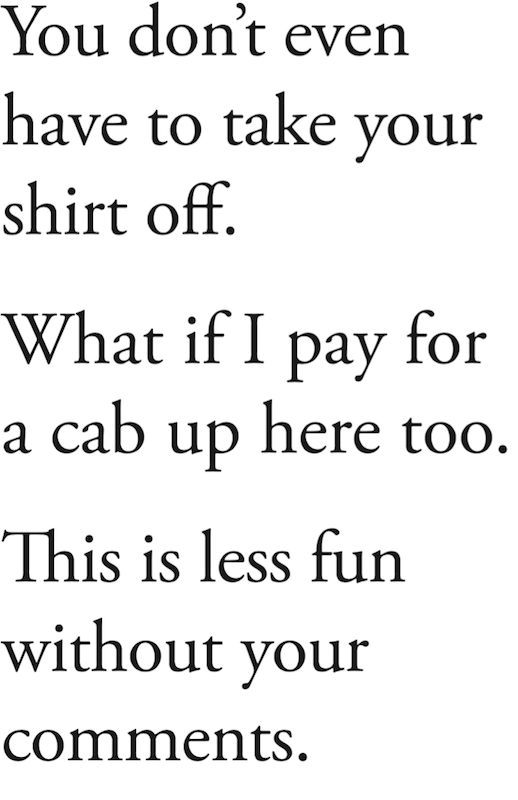 You don’t even
have to take your
shirt off.
What if I pay for
a cab up here too.
This is less fun
without your
comments.